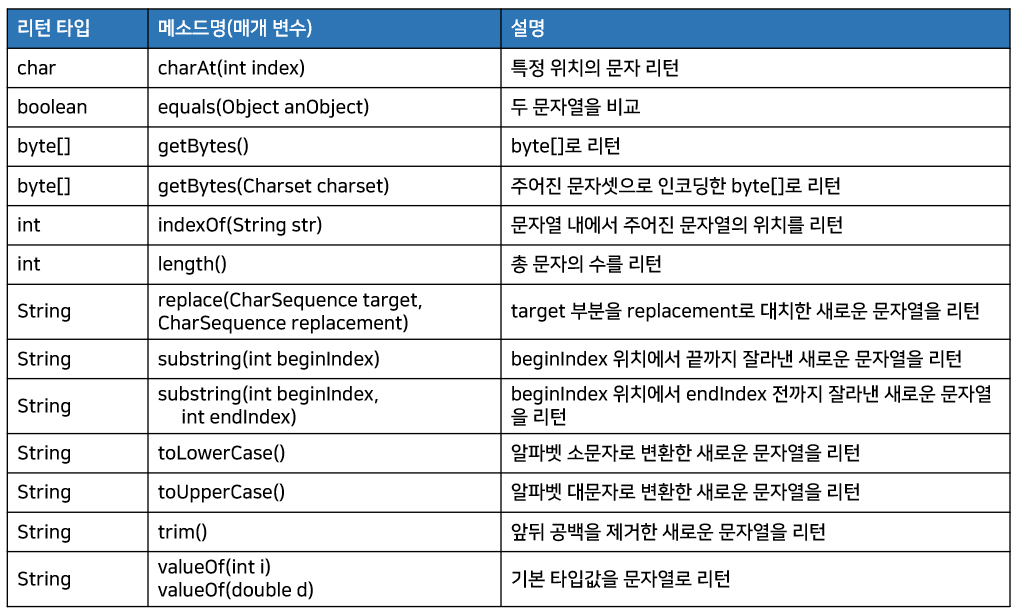 리턴 타입 메소드명(매개 변수) 설명
char charAt(int index) 특정 위치의 문자 리턴
boolean equals(Object anObject) 두 문자열을 비교
byte[] getBytes() byte[]로 리턴
byte[] getBytes(Charset charset) 주어진 문자셋으로 인코딩한 byte[]로 리턴
int indexOf(String str) 문자열 내에서 주어진 문자열의 위치를 리턴
int length() 총 문자의 수를 리턴
String replace(CharSequence target,
CharSequence replacement) target 부분을 replacement로 대치한 새로운 문자열을 리턴
String substring(int beginIndex) beginIndex 위치에서 끝까지 잘라낸 새로운 문자열을 리턴
String substring(int beginIndex,
int endIndex) beginIndex 위치에서 endIndex 전까지 잘라낸 새로운 문자열
을 리턴
String toLowerCase() 알파벳 소문자로 변환한 새로운 문자열을 리턴
String toUpperCase() 알파벳 대문자로 변환한 새로운 문자열을 리턴
String trim() 앞뒤 공백을 제거한 새로운 문자열을 리턴
String valueOf(int i)
valueOf(double d) 기본 타입값을 문자열로 리턴